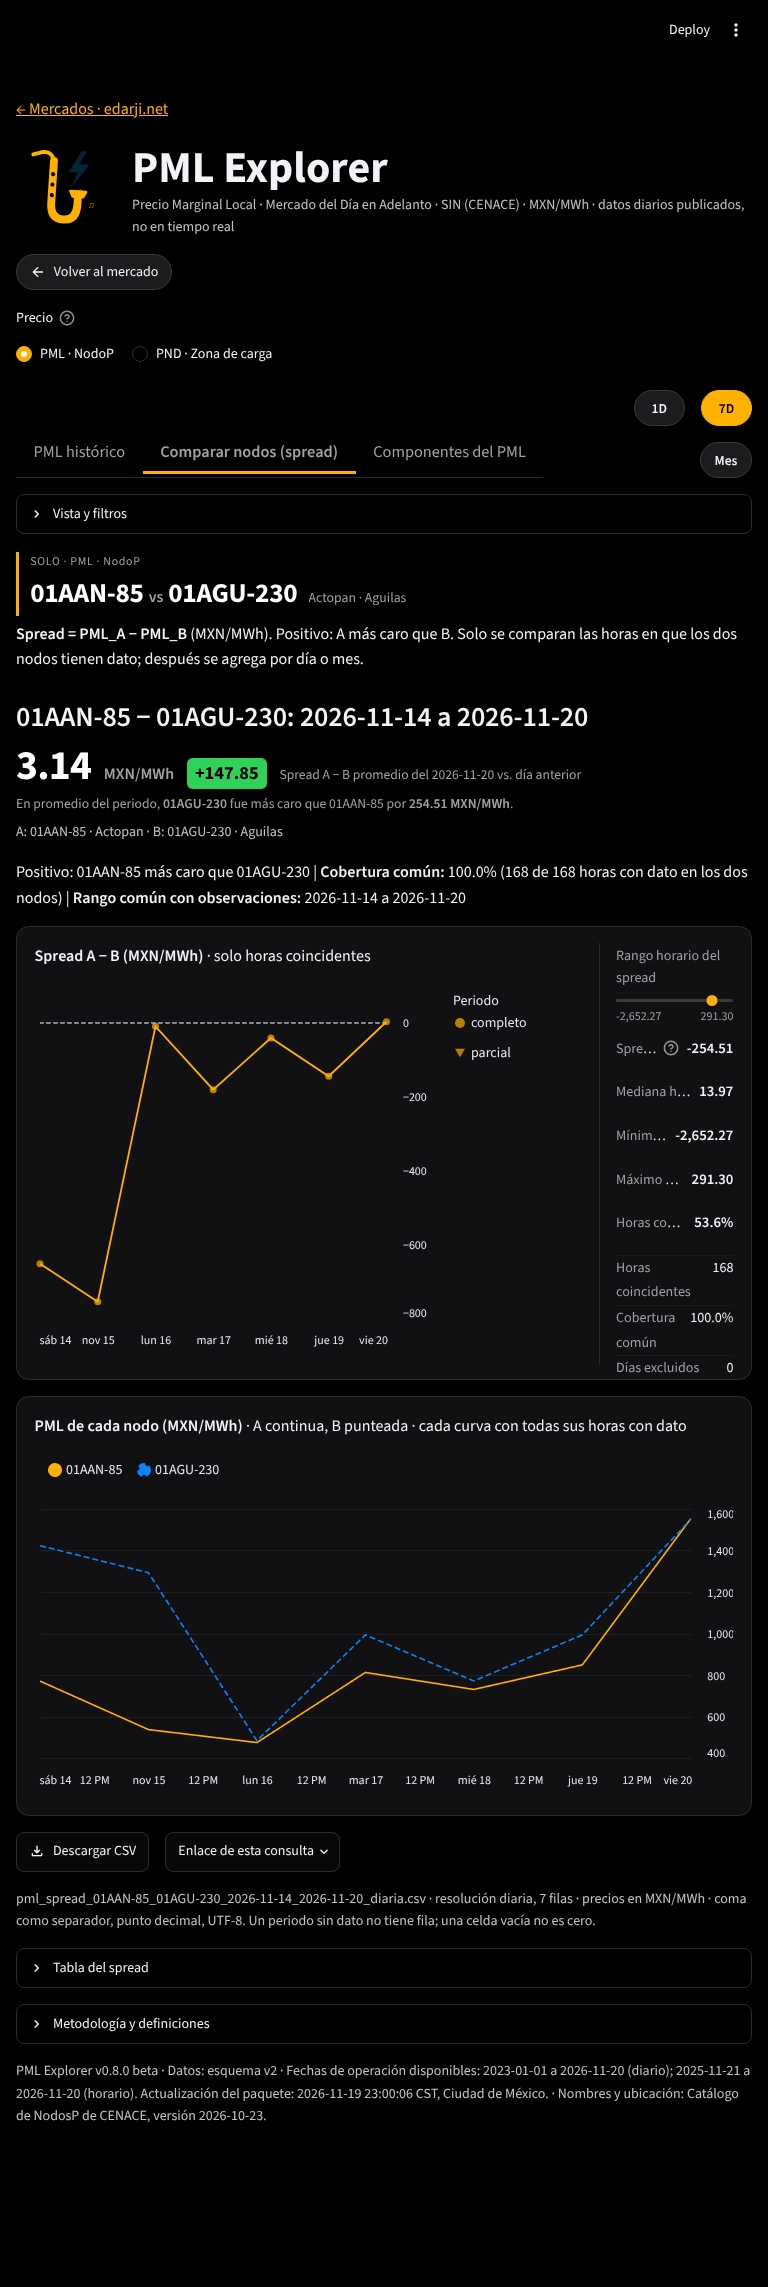 Deploy
← Mercados · edarji.net
PML Explorer
Precio Marginal Local · Mercado del Día en Adelanto · SIN (CENACE) · MXN/MWh · datos diarios publicados,
no en tiempo real
Volver al mercado
Precio
PML · NodoP
PND · Zona de carga
1D
7D
PML histórico
Comparar nodos (spread)
Componentes del PML
Mes
Vista y filtros
SOLO · PML · NodoP
01AAN-85 vs 01AGU-230 Actopan · Aguilas
Spread = PML_A − PML_B (MXN/MWh). Positivo: A más caro que B. Solo se comparan las horas en que los dos
nodos tienen dato; después se agrega por día o mes.
01AAN-85 − 01AGU-230: 2026-11-14 a 2026-11-20
3.14 MXN/MWh +147.85 Spread A − B promedio del 2026-11-20 vs. día anterior
En promedio del periodo, 01AGU-230 fue más caro que 01AAN-85 por 254.51 MXN/MWh.
A: 01AAN-85 · Actopan · B: 01AGU-230 · Aguilas
Positivo: 01AAN-85 más caro que 01AGU-230 | Cobertura común: 100.0% (168 de 168 horas con dato en los dos
nodos) | Rango común con observaciones: 2026-11-14 a 2026-11-20
Spread A − B (MXN/MWh) · solo horas coincidentes
Periodo
completo
parcial
0
−200
−400
−600
−800
sáb 14 nov 15 lun 16 mar 17 mié 18 jue 19 vie 20
Rango horario del
spread
-2,652.27 291.30
Spre… -254.51
Mediana h… 13.97
Mínim… -2,652.27
Máximo … 291.30
Horas co… 53.6%
Horas 168
coincidentes
Cobertura 100.0%
común
Días excluidos 0
PML de cada nodo (MXN/MWh) · A continua, B punteada · cada curva con todas sus horas con dato
01AAN-85 01AGU-230
1,600
1,400
1,200
1,000
800
600
400
sáb 14 12 PM nov 15 12 PM lun 16 12 PM mar 17 12 PM mié 18 12 PM jue 19 12 PM vie 20
Descargar CSV
Enlace de esta consulta
pml_spread_01AAN-85_01AGU-230_2026-11-14_2026-11-20_diaria.csv · resolución diaria, 7 filas · precios en MXN/MWh · coma
como separador, punto decimal, UTF-8. Un periodo sin dato no tiene fila; una celda vacía no es cero.
Tabla del spread
Metodología y definiciones
PML Explorer v0.8.0 beta · Datos: esquema v2 · Fechas de operación disponibles: 2023-01-01 a 2026-11-20 (diario); 2025-11-21 a
2026-11-20 (horario). Actualización del paquete: 2026-11-19 23:00:06 CST, Ciudad de México. · Nombres y ubicación: Catálogo
de NodosP de CENACE, versión 2026-10-23.